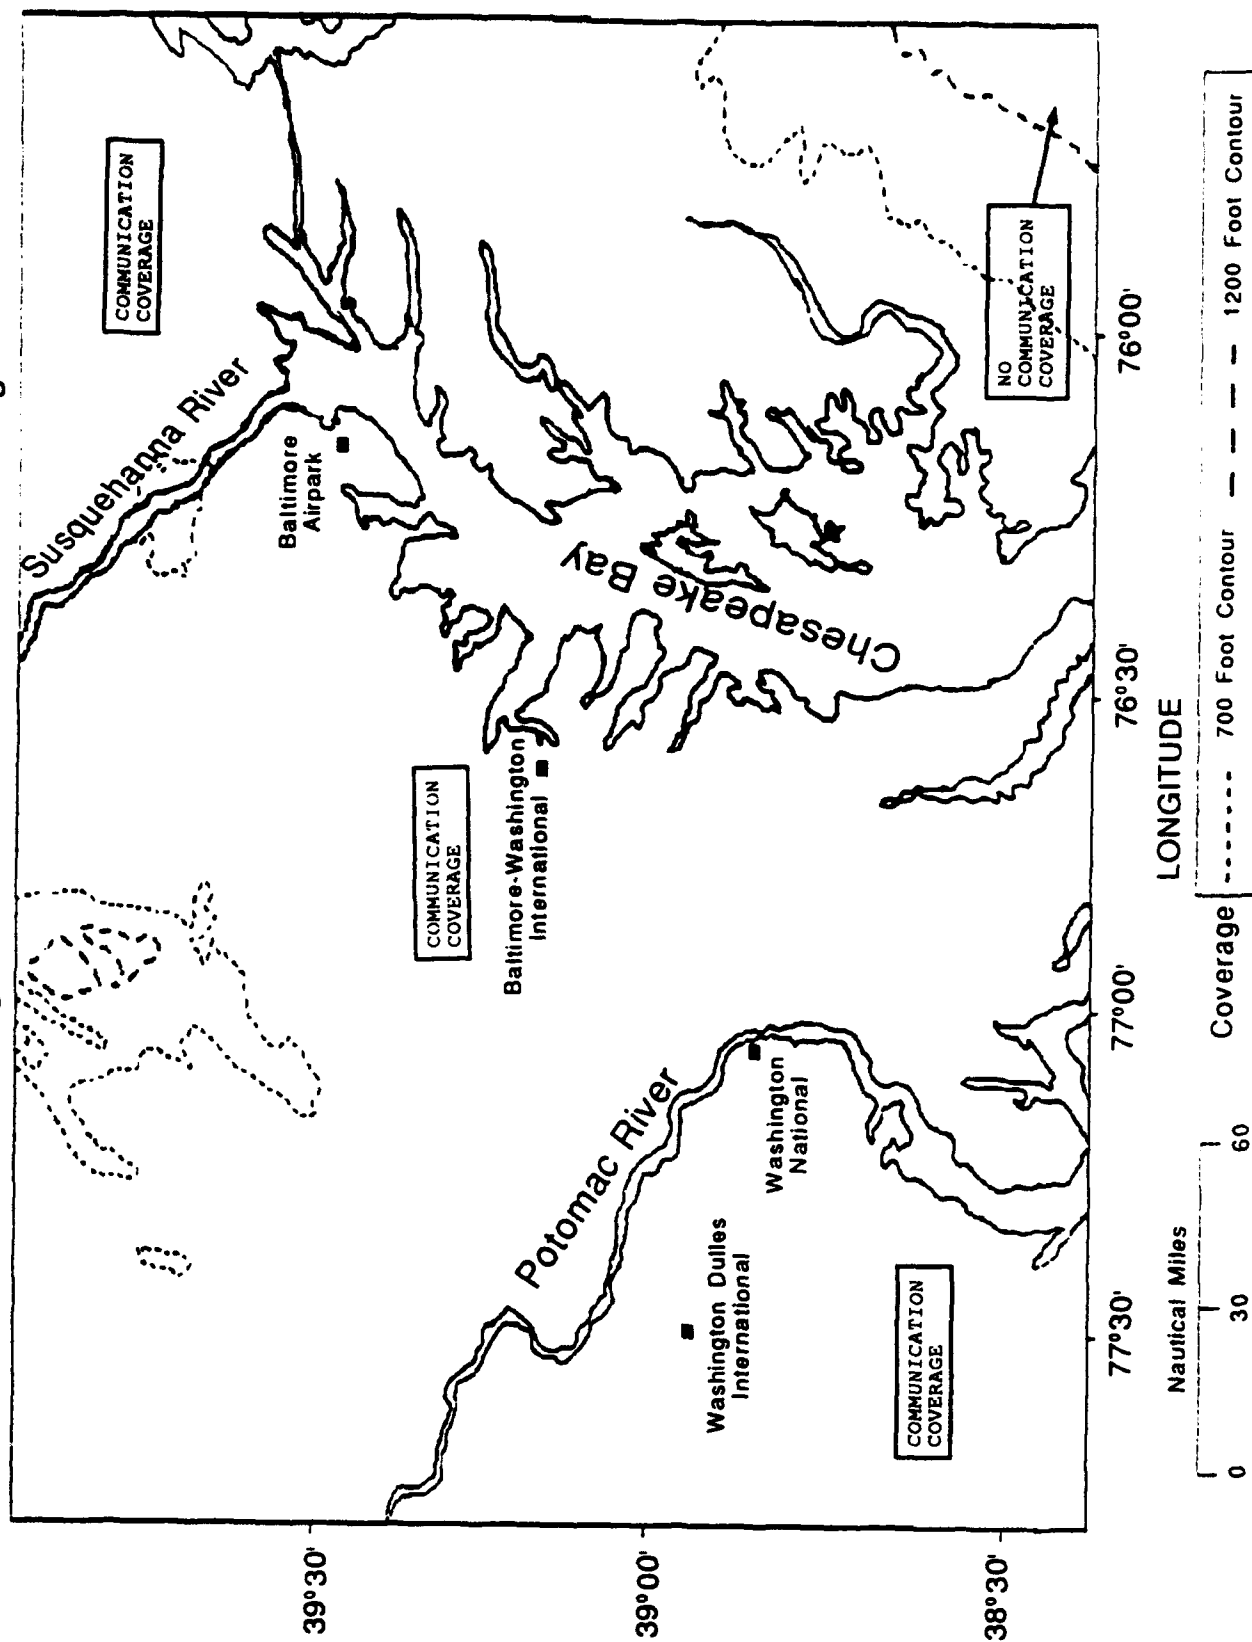 Susquehanna River
COMMUNICATION
COVERAGE
Baltimore
Airpark
COMMUNICATION
COVERAGE
Baltimore-Washington
International
Chesapeake Bay
Potomac River
Washington
National
Washington Dulles
International
COMMUNICATION
COVERAGE
NO
COMMUNICATION
COVERAGE
39°30'
39°00'
38°30'
77°30'
77°00'
76°30'
76°00'
LONGITUDE
Nautical Miles
0 30 60
Coverage
700 Foot Contour
1200 Foot Contour